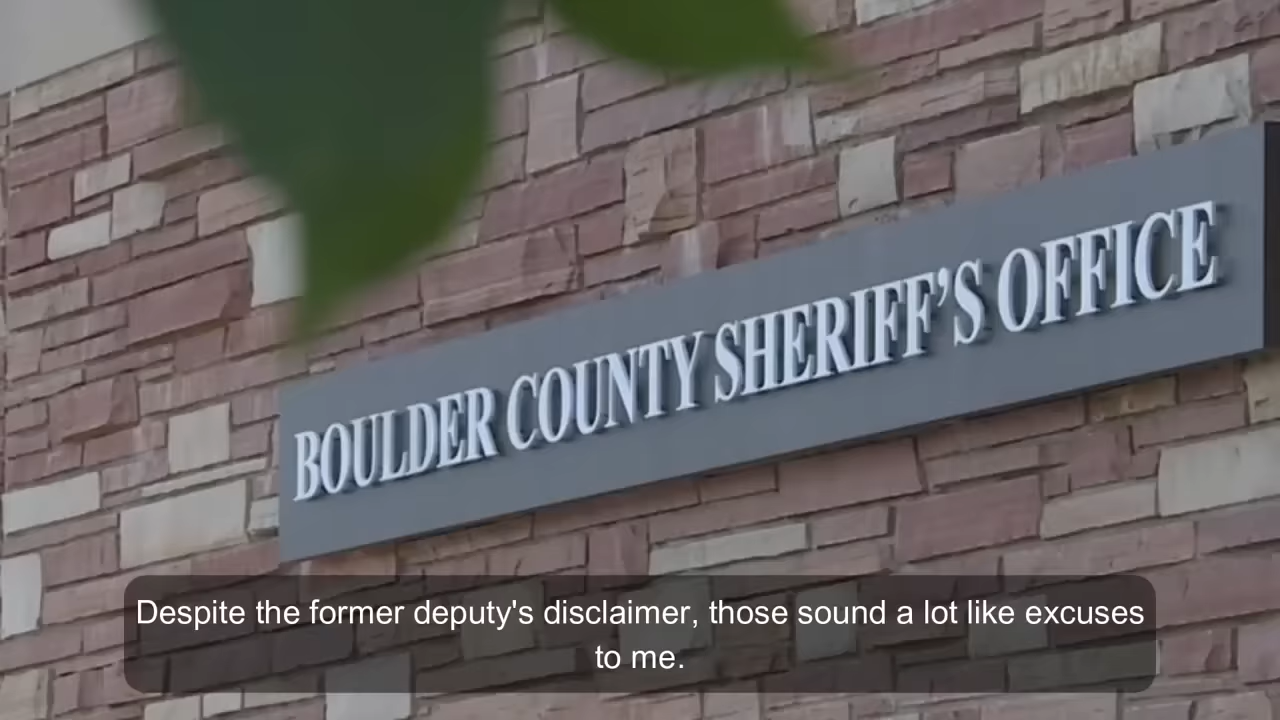 BOULDER COUNTY SHERIFF'S OFFICE
Despite the former deputy's disclaimer, those sound a lot like excuses
to me.